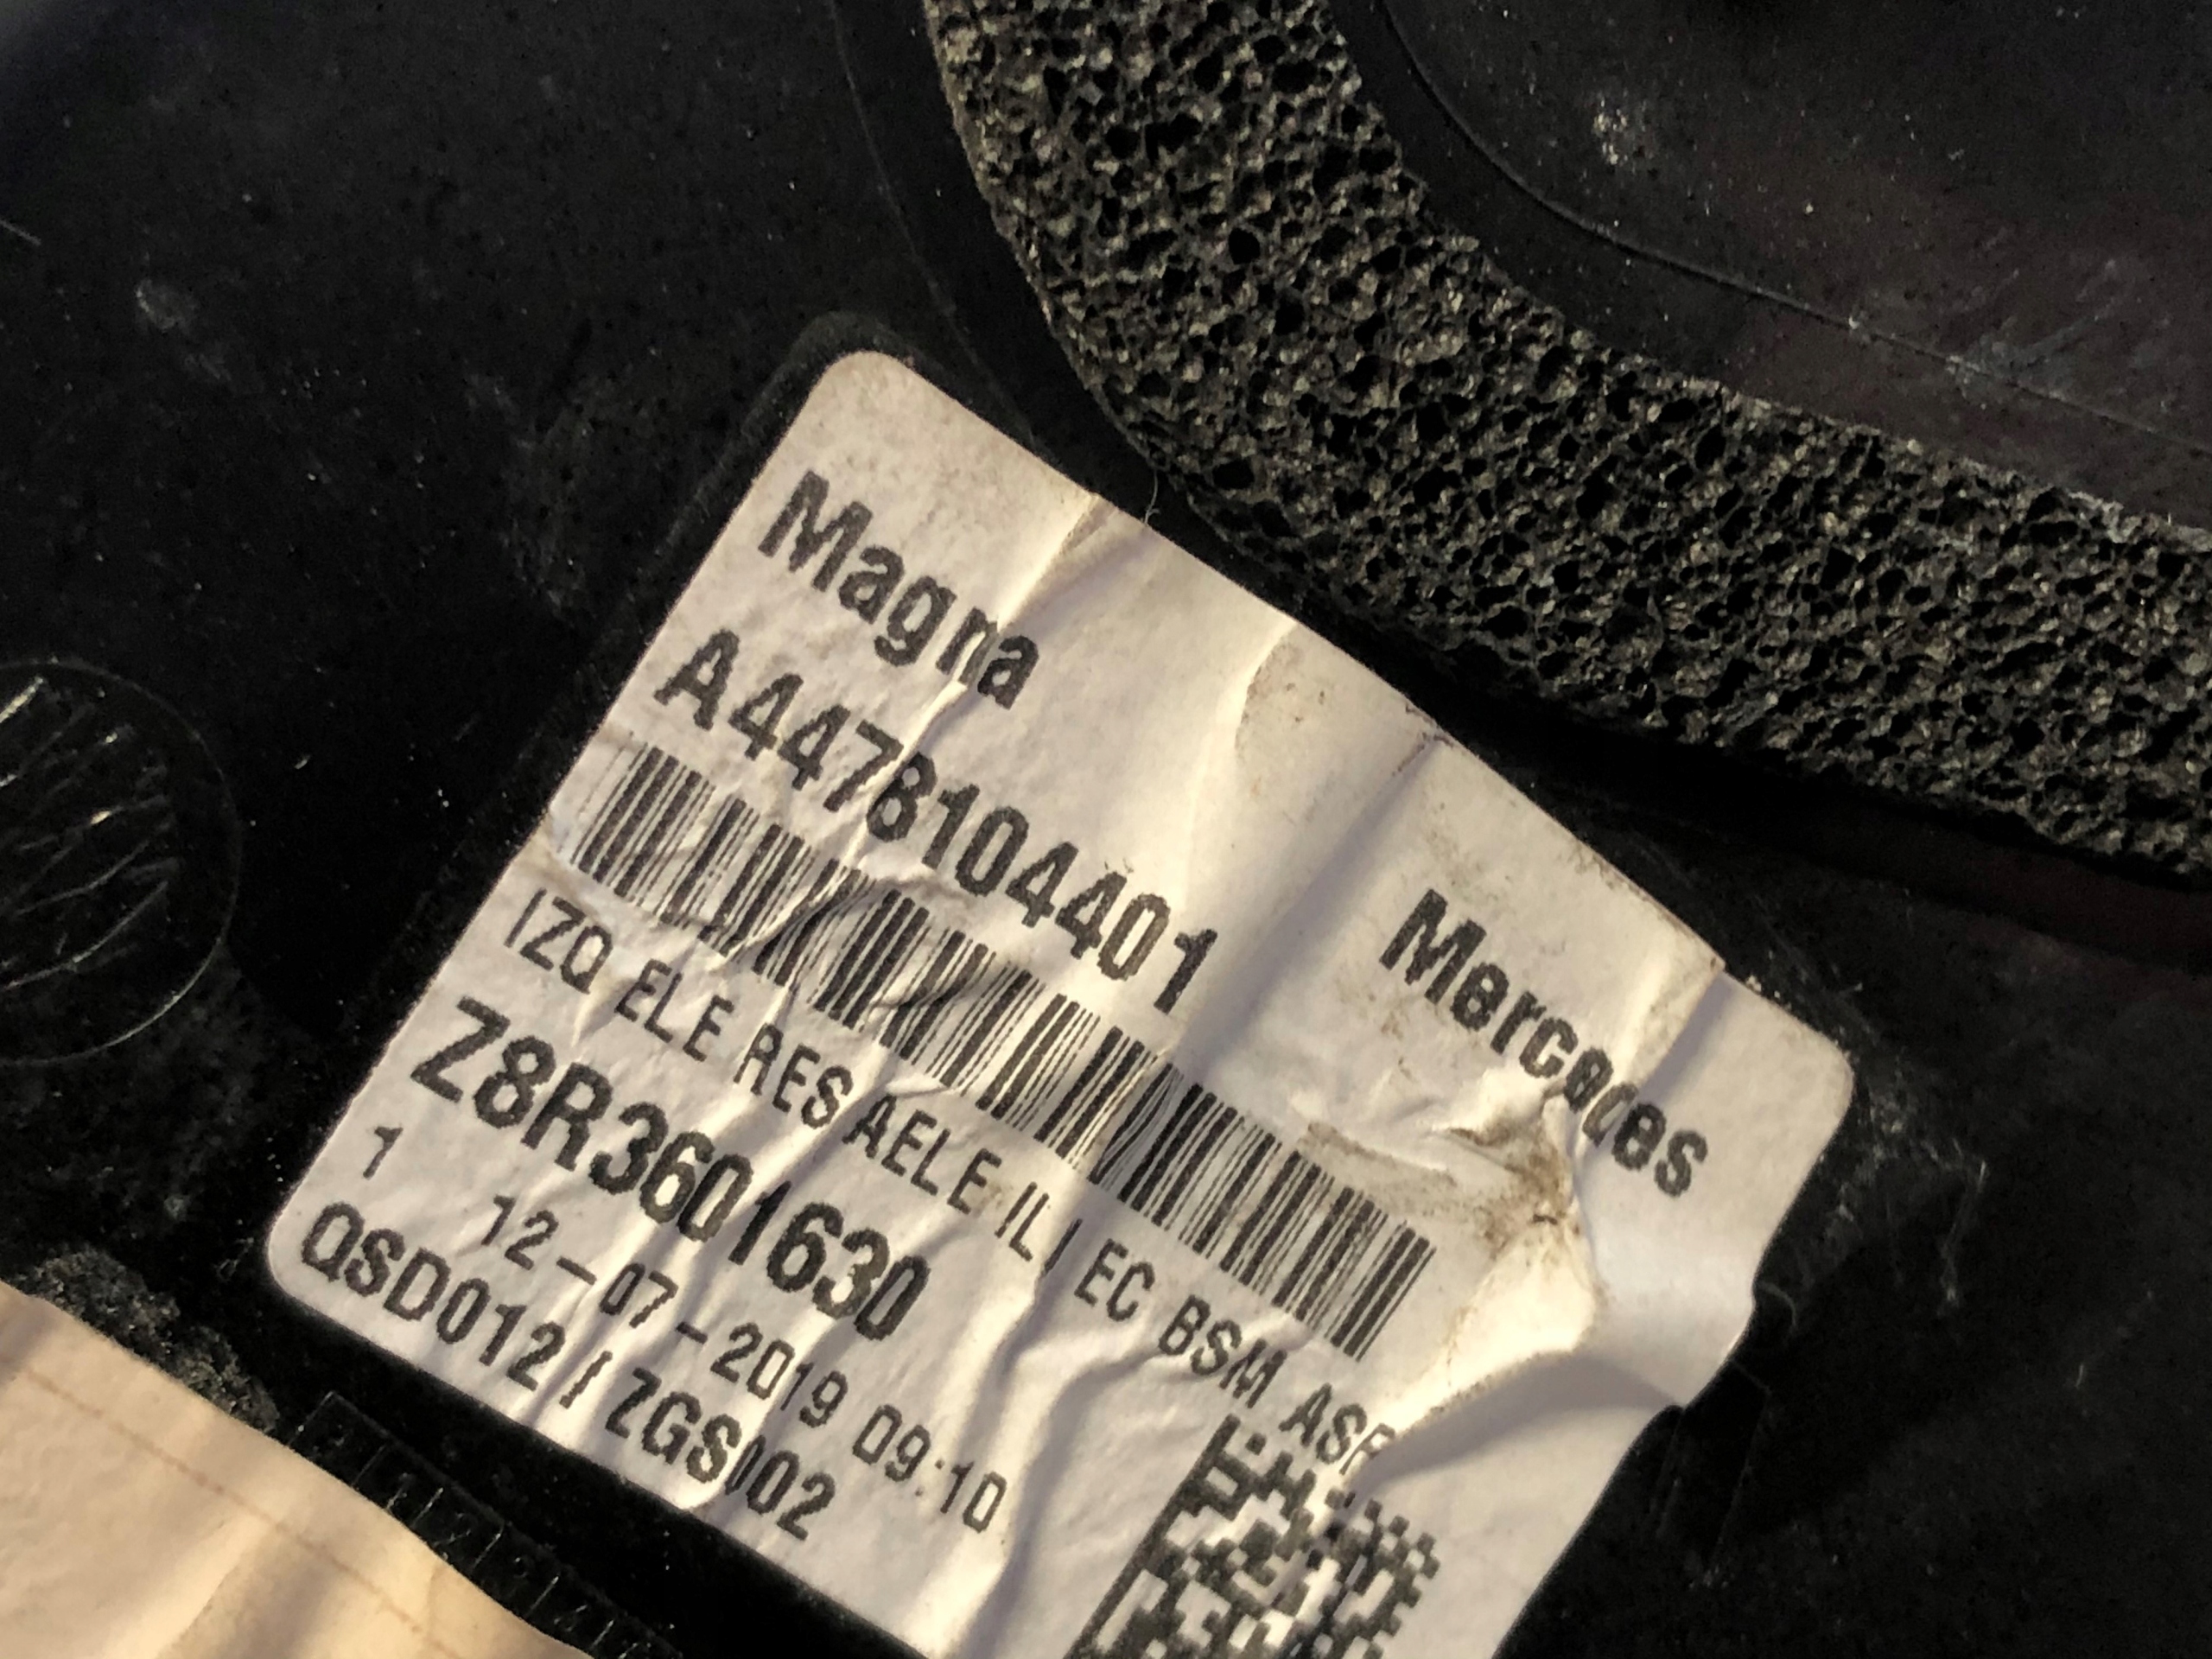 Magna
Mercedes
A4478104401
IZQ ELE RES AELE ILI EC BSM ASF
Z8R3601630
1 12-07-2019 09:10
QSD012 / ZGS002